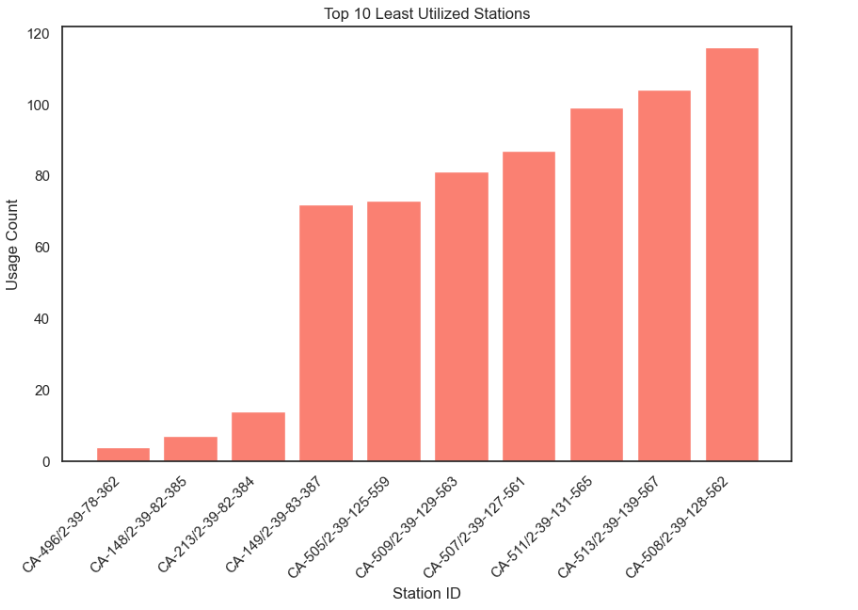 Top 10 Least Utilized Stations
120
100
80
60
40
20
0
Usage Count
CA-496/2-39-78-362
CA-148/2-39-82-385
CA-213/2-39-82-384
CA-149/2-39-83-387
CA-505/2-39-125-559
CA-509/2-39-129-563
CA-507/2-39-127-561
CA-511/2-39-131-565
CA-513/2-39-139-567
CA-508/2-39-128-562
Station ID